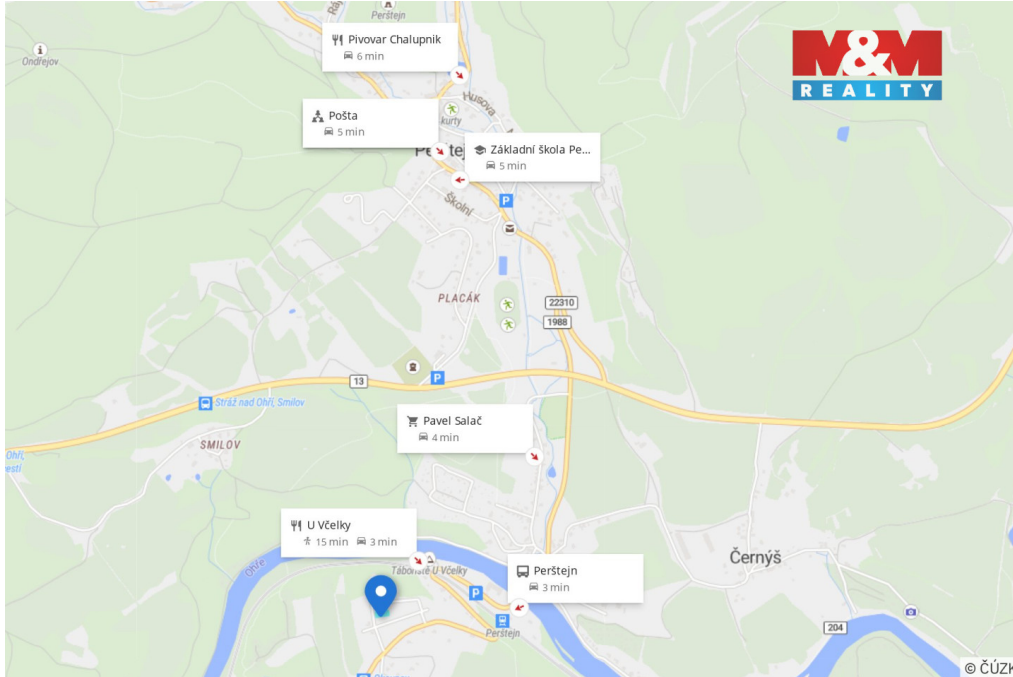 Perštejn
Pivovar Chalupnik
6 min
Ondřejov
M&M
REALITY
Husova
kurty
Pošta
5 min
Základní škola Pe...
5 min
Školní
PLACÁK
22310
1988
13
Stráž nad Ohří, Smilov
SMILOV
Pavel Salač
4 min
U Včelky
15 min 3 min
Ohře
Tábořiště U Včelky
Perštejn
3 min
Černýš
Perštejn
204
© ČÚZK